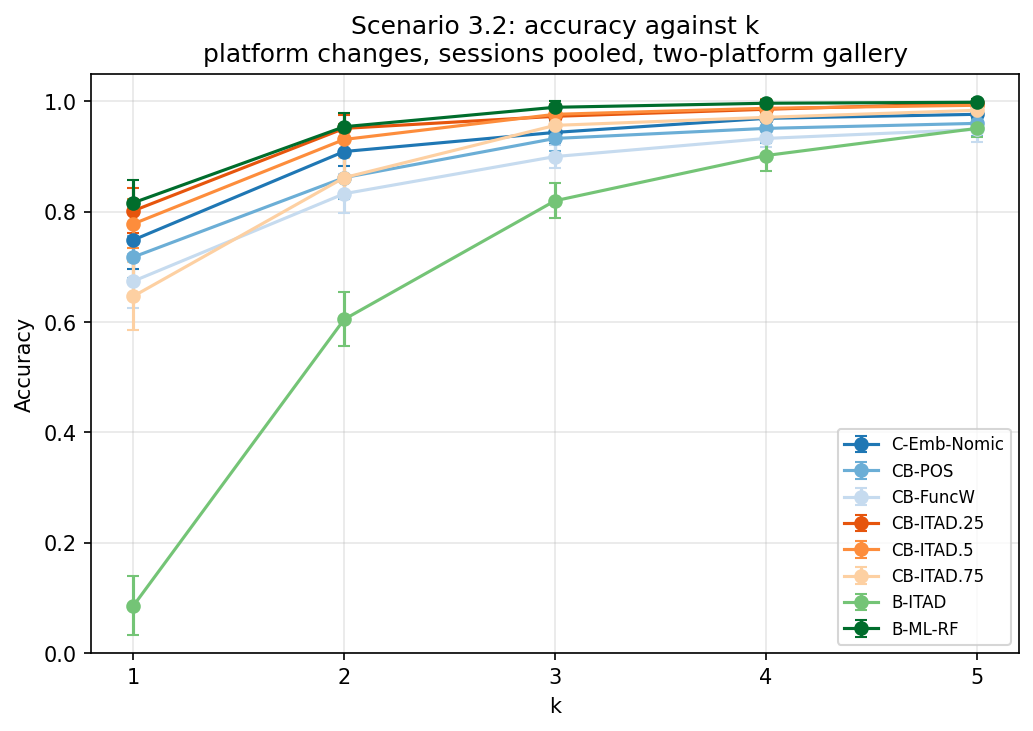 Scenario 3.2: accuracy against k
platform changes, sessions pooled, two-platform gallery
1.0
0.8
0.6
0.4
0.2
0.0
Accuracy
1 2 3 4 5
k
C-Emb-Nomic
CB-POS
CB-FuncW
CB-ITAD.25
CB-ITAD.5
CB-ITAD.75
B-ITAD
B-ML-RF